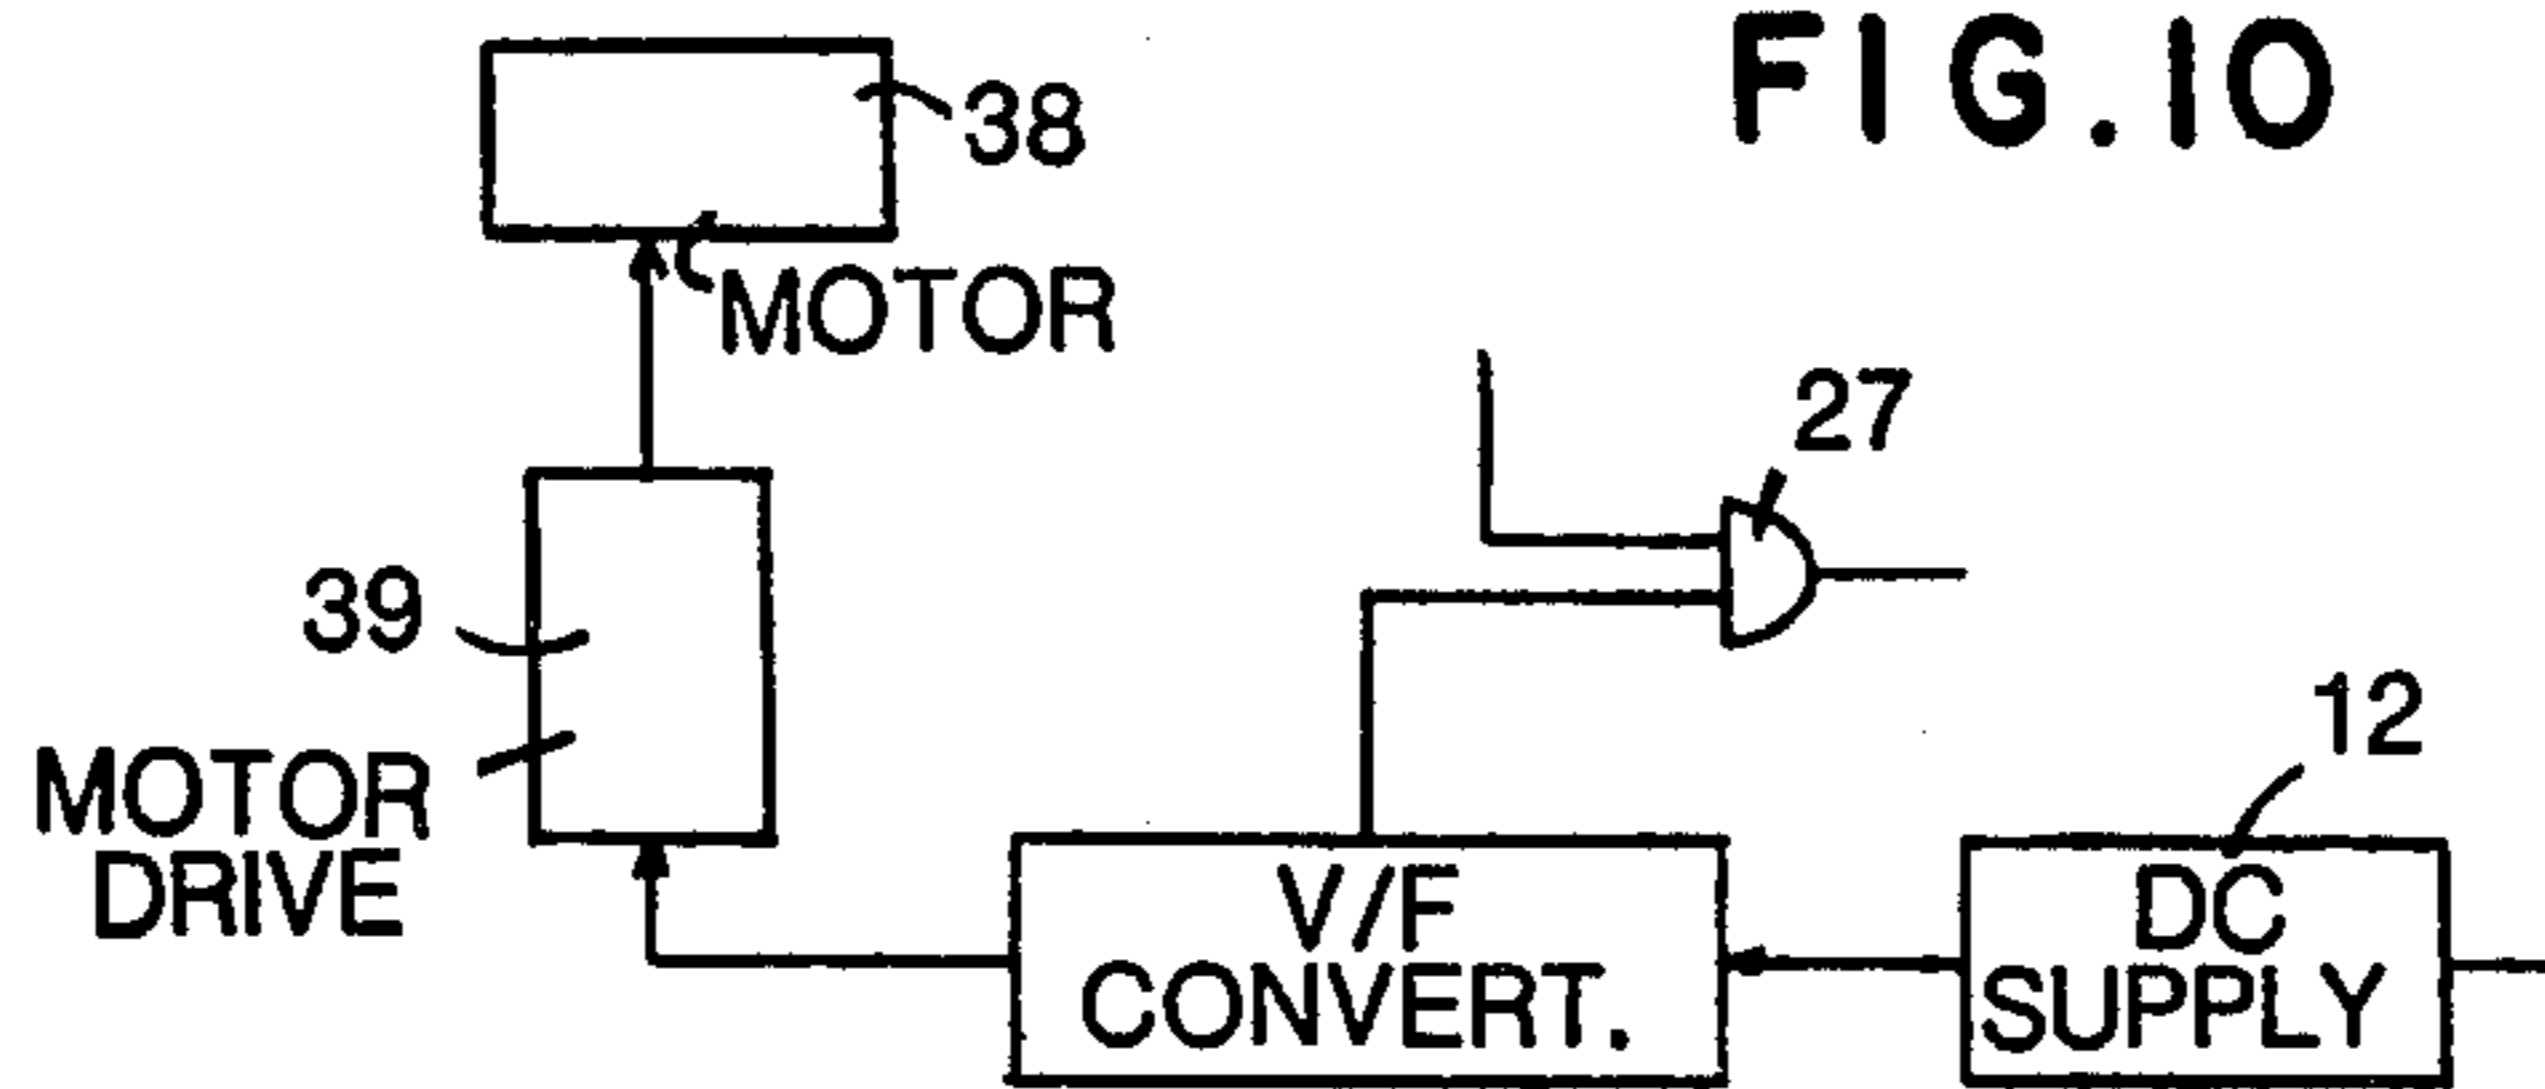 FIG.10
38
MOTOR
27
39
12
MOTOR
DRIVE
V/F
CONVERT.
DC
SUPPLY